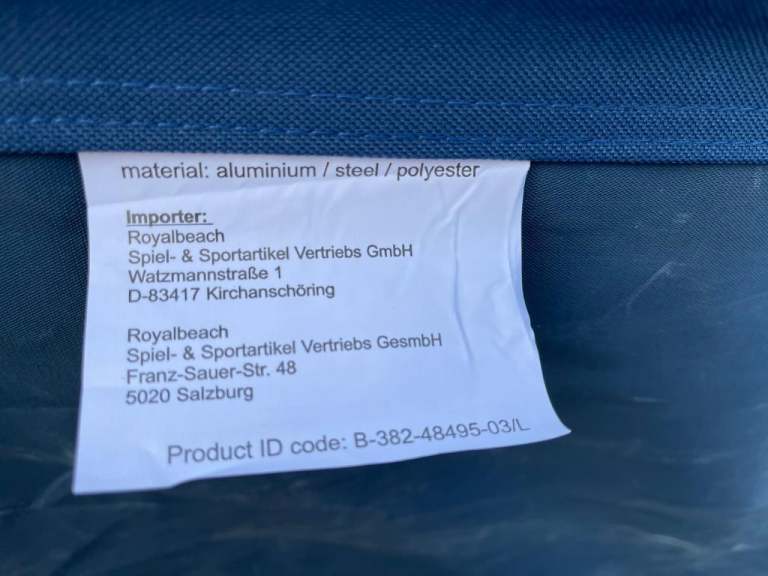 material: aluminium / steel / polyester
Importer:
Royalbeach
Spiel- & Sportartikel Vertriebs GmbH
Watzmannstraße 1
D-83417 Kirchanschöring
Royalbeach
Spiel- & Sportartikel Vertriebs GesmbH
Franz-Sauer-Str. 48
5020 Salzburg
Product ID code: B-382-48495-03/L